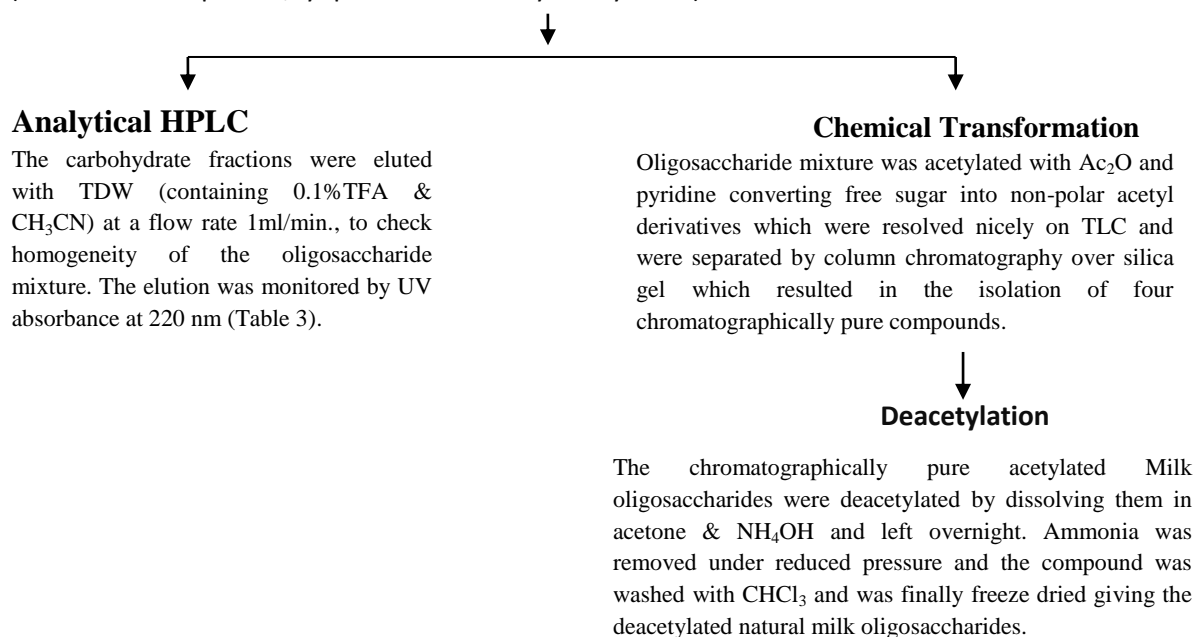 Analytical HPLC
The carbohydrate fractions were eluted
with TDW (containing 0.1%TFA &
CH₃CN) at a flow rate 1ml/min., to check
homogeneity of the oligosaccharide
mixture. The elution was monitored by UV
absorbance at 220 nm (Table 3).
Chemical Transformation
Oligosaccharide mixture was acetylated with Ac₂O and
pyridine converting free sugar into non-polar acetyl
derivatives which were resolved nicely on TLC and
were separated by column chromatography over silica
gel which resulted in the isolation of four
chromatographically pure compounds.
Deacetylation
The chromatographically pure acetylated Milk
oligosaccharides were deacetylated by dissolving them in
acetone & NH₄OH and left overnight. Ammonia was
removed under reduced pressure and the compound was
washed with CHCl₃ and was finally freeze dried giving the
deacetylated natural milk oligosaccharides.